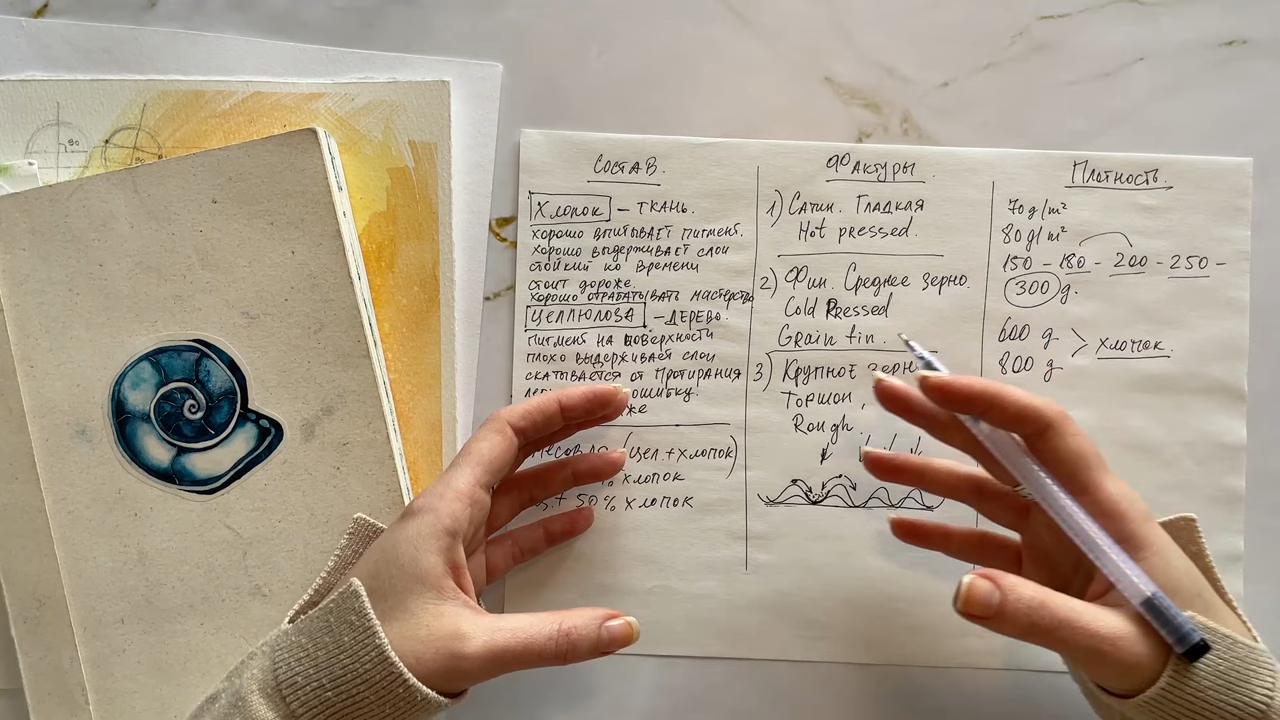 СОСТАВ.
ХЛОПОК – ТКАНЬ.
ХОРОШО ВПИТЫВАЕТ ПИГМЕНТ.
ХОРОШО ВЫДЕРЖИВАЕТ СЛОИ
СТОЙКИЙ КО ВРЕМЕНИ
СТОИТ ДОРОЖЕ.
ХОРОШО ОТРАБАТЫВАТЬ МАСТЕРСТВО
ЦЕЛЛЮЛОЗА – ДЕРЕВО.
ПИГМЕНТ НА ПОВЕРХНОСТИ
ПЛОХО ВЫДЕРЖИВАЕТ СЛОИ
СКАТЫВАЕТСЯ ОТ ПРОТИРАНИЯ
ОШИБКУ.
(ЦЕЛ.+ХЛОПОК)
% ХЛОПОК
+ 50% ХЛОПОК
ФАКТУРЫ.
1) САТИН. ГЛАДКАЯ
Hot pressed.
2) ФИН. СРЕДНЕЕ ЗЕРНО.
Cold Pressed
Grain fin.
3) КРУПНОЕ ЗЕРН
ТОРШОН,
Rough.
ПЛОТНОСТЬ.
70 g/m²
80 g/m²
150 – 180 – 200 – 250 –
300 g.
600 g
800 g > ХЛОПОК.
80